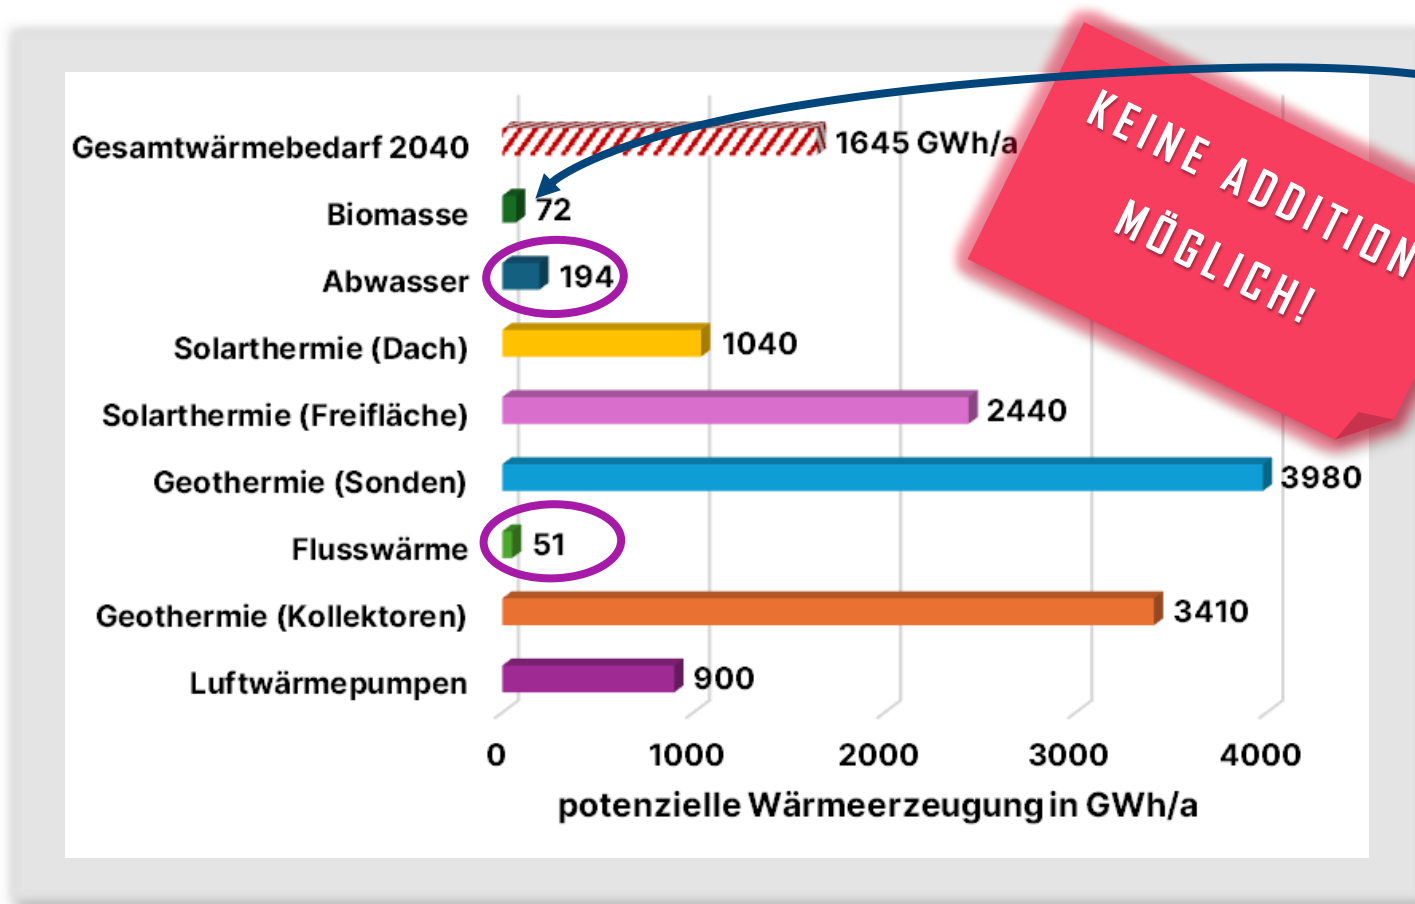 KEINE ADDITION
MÖGLICH!
Gesamtwärmebedarf 2040 1645 GWh/a
Biomasse 72
Abwasser 194
Solarthermie (Dach) 1040
Solarthermie (Freifläche) 2440
Geothermie (Sonden) 3980
Flusswärme 51
Geothermie (Kollektoren) 3410
Luftwärmepumpen 900
0 1000 2000 3000 4000
potenzielle Wärmeerzeugung in GWh/a